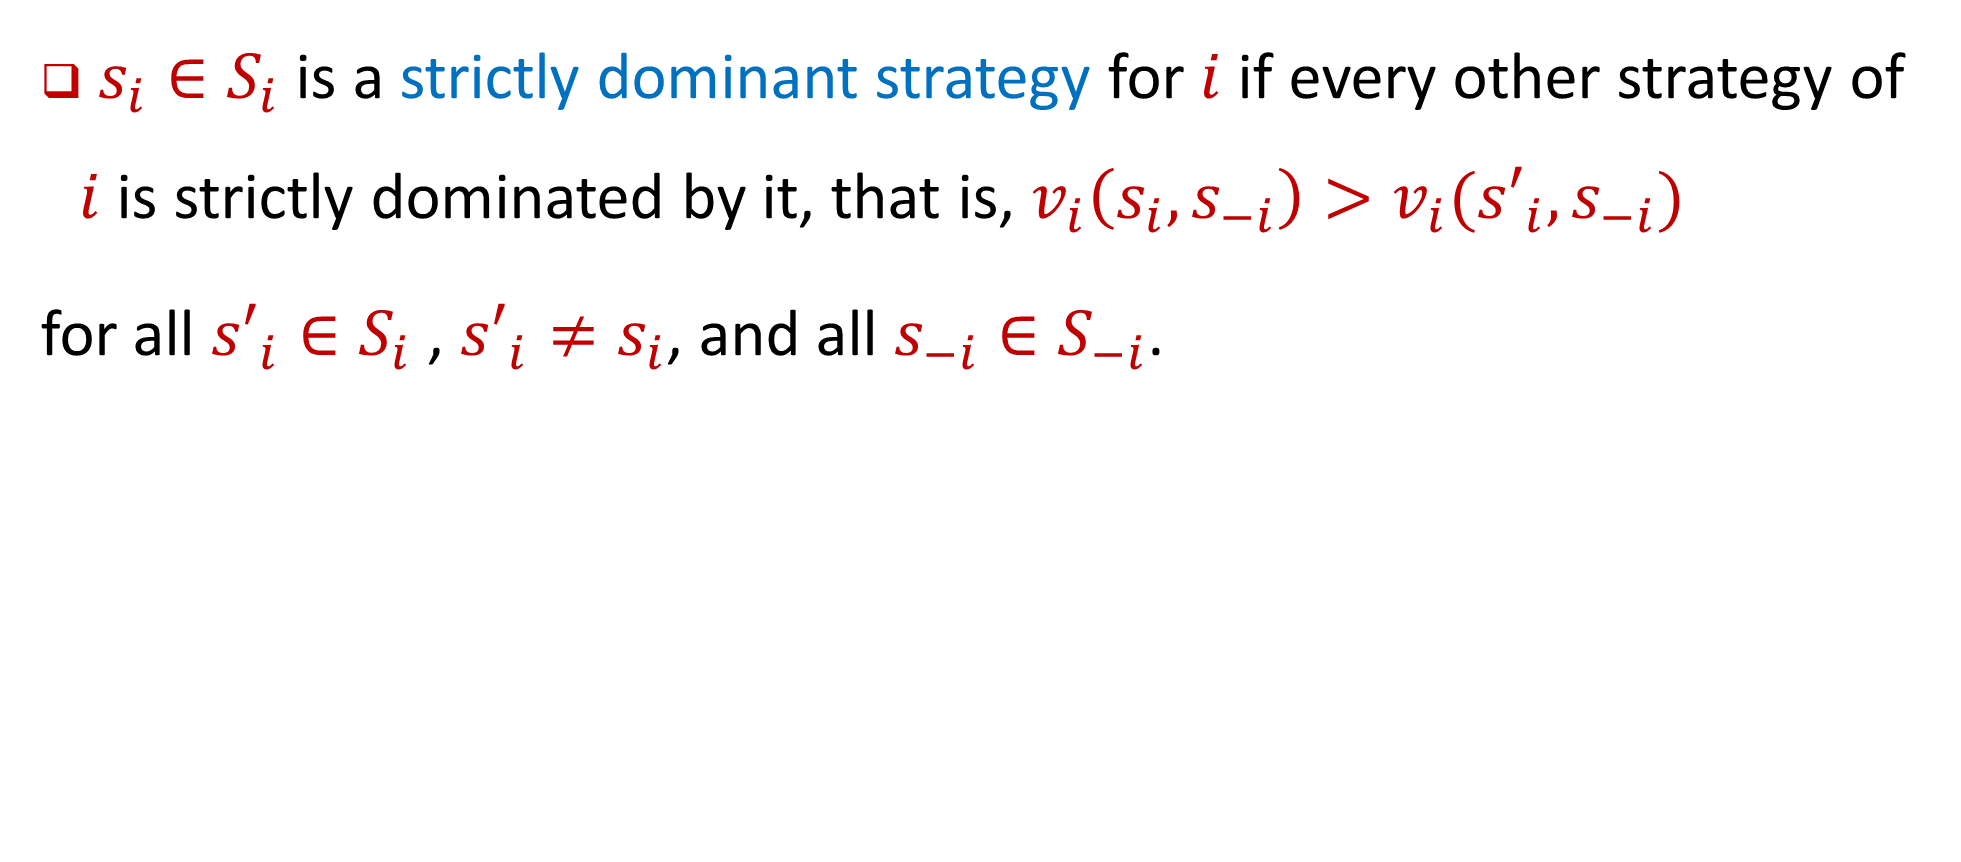 ❑ 𝑠ᵢ ∈ 𝑆ᵢ is a strictly dominant strategy for 𝑖 if every other strategy of
𝑖 is strictly dominated by it, that is, 𝑣ᵢ(𝑠ᵢ, 𝑠₋ᵢ) > 𝑣ᵢ(𝑠′ᵢ, 𝑠₋ᵢ)
for all 𝑠′ᵢ ∈ 𝑆ᵢ , 𝑠′ᵢ ≠ 𝑠ᵢ, and all 𝑠₋ᵢ ∈ 𝑆₋ᵢ.